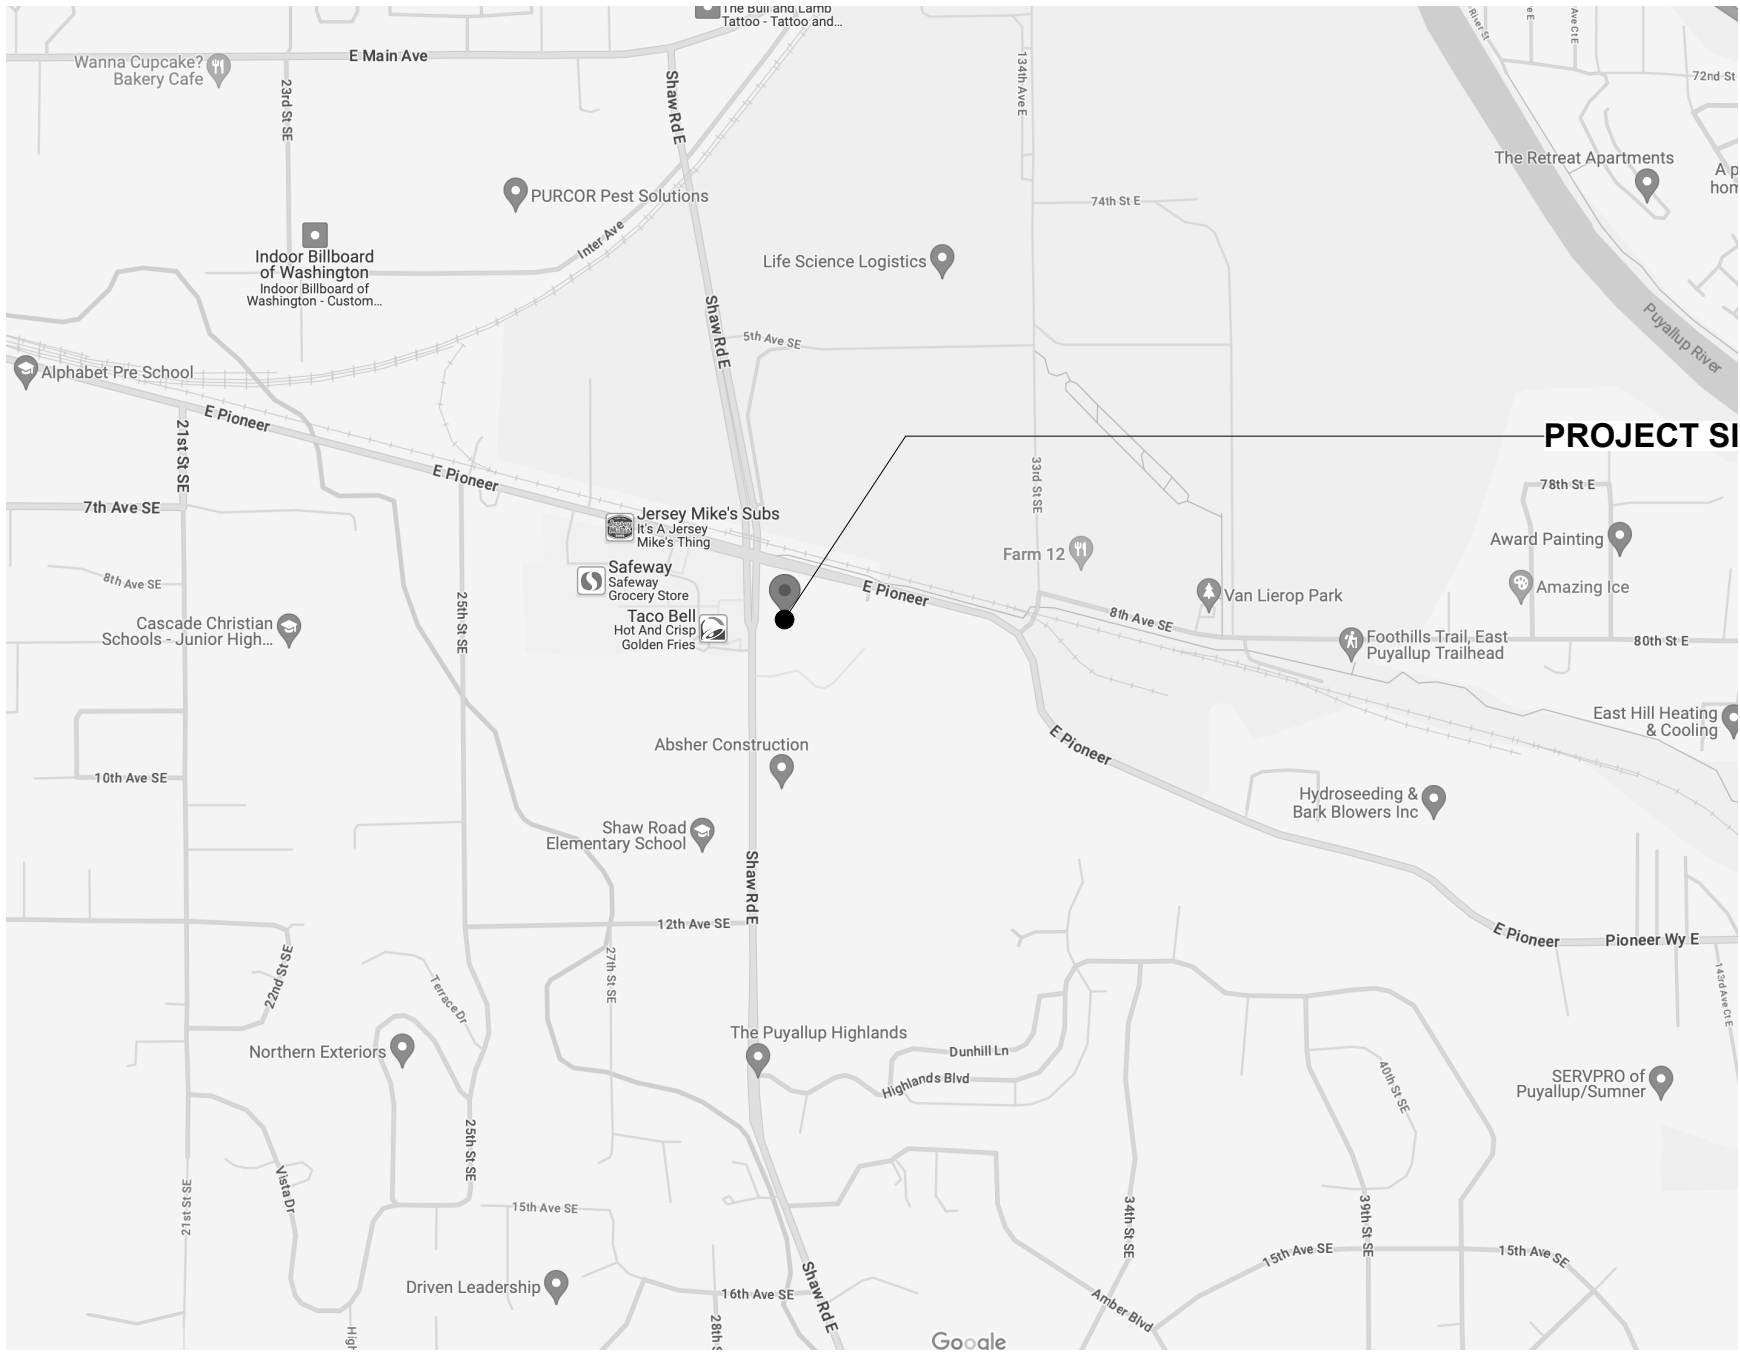 The Bull and Lamb
Tattoo - Tattoo and...
E Main Ave
Wanna Cupcake?
Bakery Cafe
23rd St SE
Shaw Rd E
134th Ave E
River St
Ave Ct E
72nd St
The Retreat Apartments
PURCOR Pest Solutions
74th St E
Inter Ave
Indoor Billboard
of Washington
Indoor Billboard of
Washington - Custom...
Life Science Logistics
Shaw Rd E
5th Ave SE
Puyallup River
Alphabet Pre School
E Pioneer
21st St SE
PROJECT SI
E Pioneer
33rd St SE
78th St E
7th Ave SE
Jersey Mike's Subs
It's A Jersey
Mike's Thing
Farm 12
Award Painting
Safeway
Safeway
Grocery Store
8th Ave SE
E Pioneer
Van Lierop Park
Amazing Ice
25th St SE
Taco Bell
Hot And Crisp
Golden Fries
8th Ave SE
Cascade Christian
Schools - Junior High...
Foothills Trail, East
Puyallup Trailhead
80th St E
East Hill Heating
& Cooling
E Pioneer
Absher Construction
10th Ave SE
Hydroseeding &
Bark Blowers Inc
Shaw Road
Elementary School
Shaw Rd E
12th Ave SE
E Pioneer
Pioneer Wy E
22nd St SE
27th St SE
Terrace Dr
143rd Ave Ct E
The Puyallup Highlands
Northern Exteriors
Dunhill Ln
Highlands Blvd
40th St SE
SERVPRO of
Puyallup/Sumner
25th St SE
Vista Dr
21st St SE
15th Ave SE
34th St SE
39th St SE
15th Ave SE
15th Ave SE
Driven Leadership
16th Ave SE
Shaw Rd E
Amber Blvd
28th S
High
Google